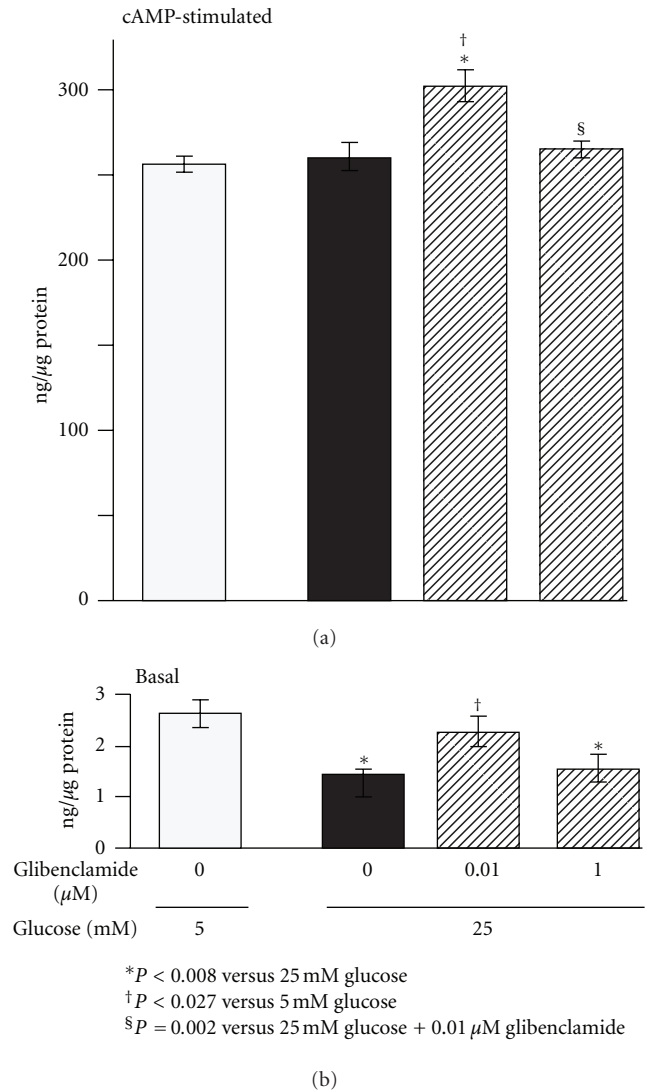 cAMP-stimulated
†
*
§
300
200
100
0
ng/μg protein
(a)
Basal
3
2
1
0
ng/μg protein
*
†
*
Glibenclamide 0 0 0.01 1
(μM)
Glucose (mM) 5 25
*P < 0.008 versus 25 mM glucose
†P < 0.027 versus 5 mM glucose
§P = 0.002 versus 25 mM glucose + 0.01 μM glibenclamide
(b)